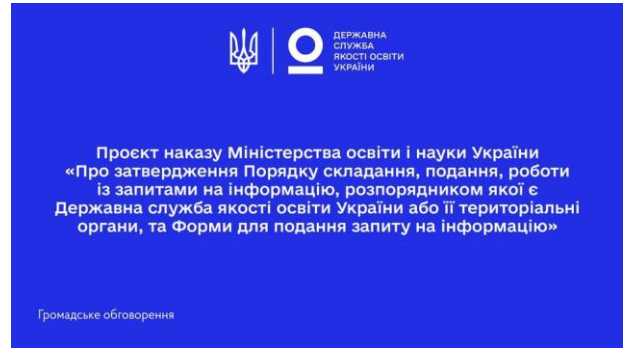 ДЕРЖАВНА
СЛУЖБА
ЯКОСТІ ОСВІТИ
УКРАЇНИ
Проєкт наказу Міністерства освіти і науки України
«Про затвердження Порядку складання, подання, роботи
із запитами на інформацію, розпорядником якої є
Державна служба якості освіти України або її територіальні
органи, та Форми для подання запиту на інформацію»
Громадське обговорення